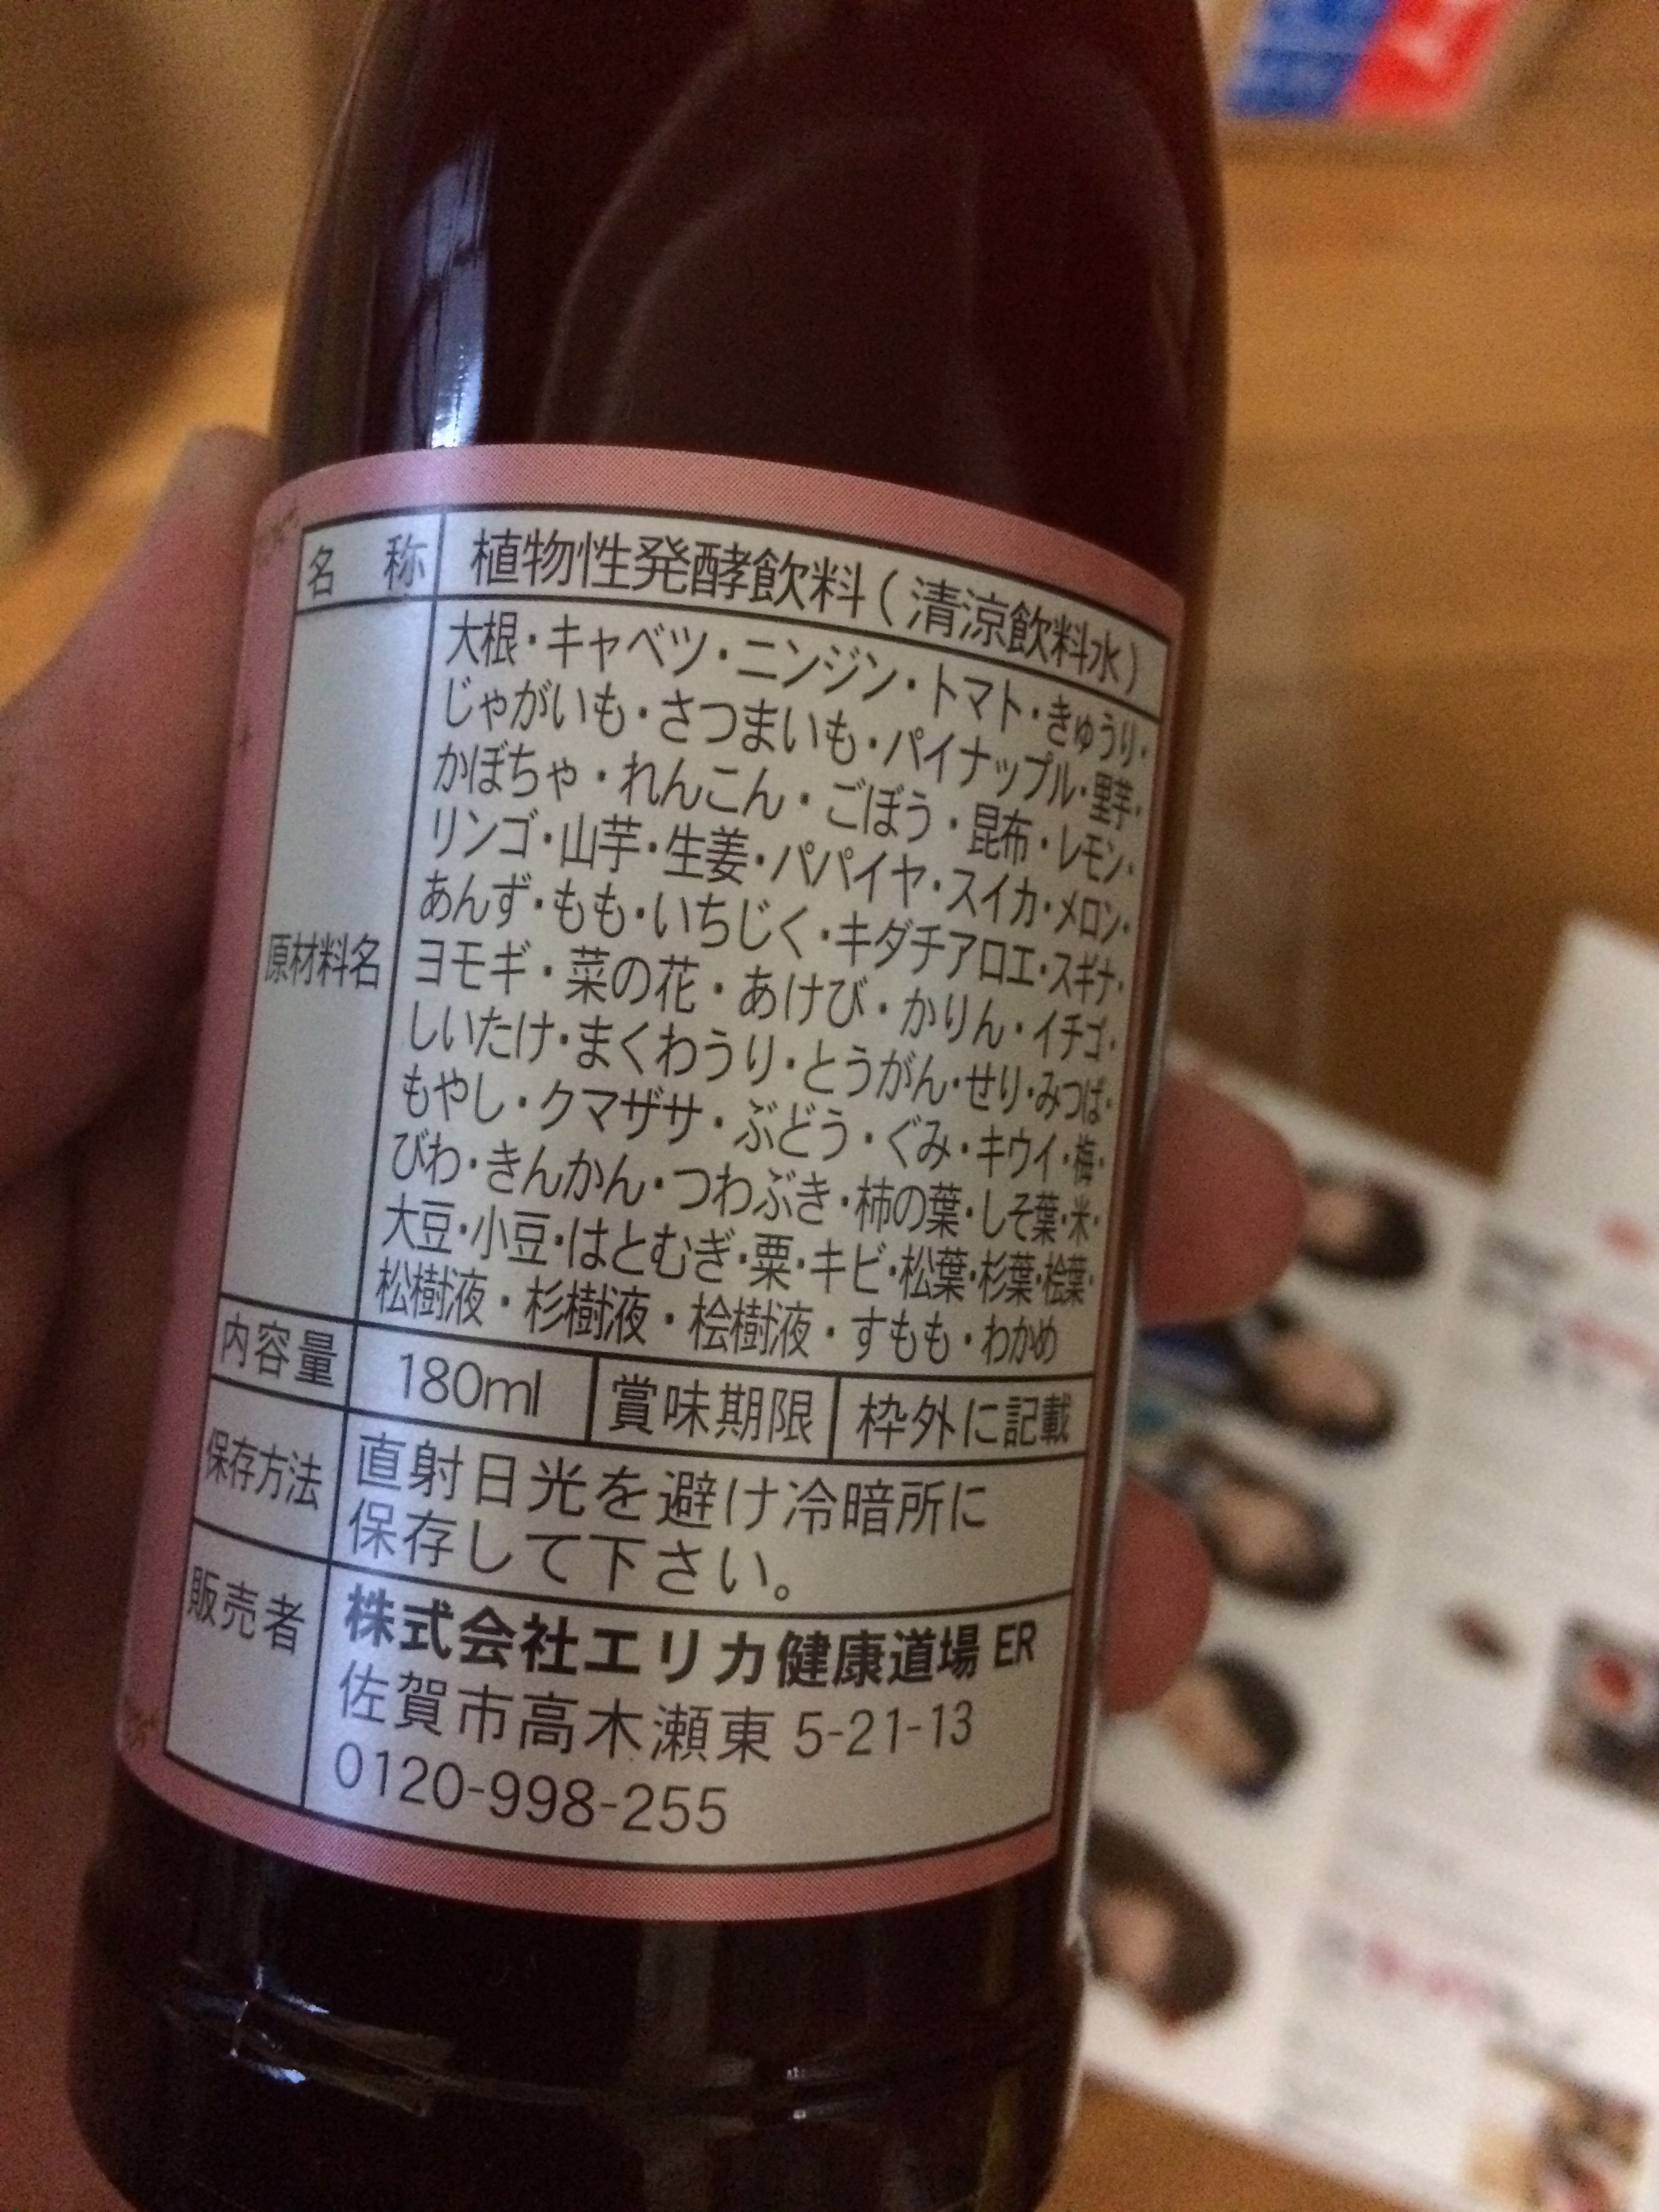 名 称 植物性発酵飲料(清涼飲料水)
原材料名
大根・キャベツ・ニンジン・トマト・きゅうり・
じゃがいも・さつまいも・パイナップル・里芋・
かぼちゃ・れんこん・ごぼう・昆布・レモン・
リンゴ・山芋・生姜・パパイヤ・スイカ・メロン・
あんず・もも・いちじく・キダチアロエ・スギナ・
ヨモギ・菜の花・あけび・かりん・イチゴ・
しいたけ・まくわうり・とうがん・せり・みつば・
もやし・クマザサ・ぶどう・ぐみ・キウイ・梅・
びわ・きんかん・つわぶき・柿の葉・しそ葉・米・
大豆・小豆・はとむぎ・粟・キビ・松葉・杉葉・桧葉・
松樹液・杉樹液・桧樹液・すもも・わかめ
内容量 180ml 賞味期限 枠外に記載
保存方法 直射日光を避け冷暗所に
保存して下さい。
販売者 株式会社エリカ健康道場 ER
佐賀市高木瀬東 5-21-13
0120-998-255